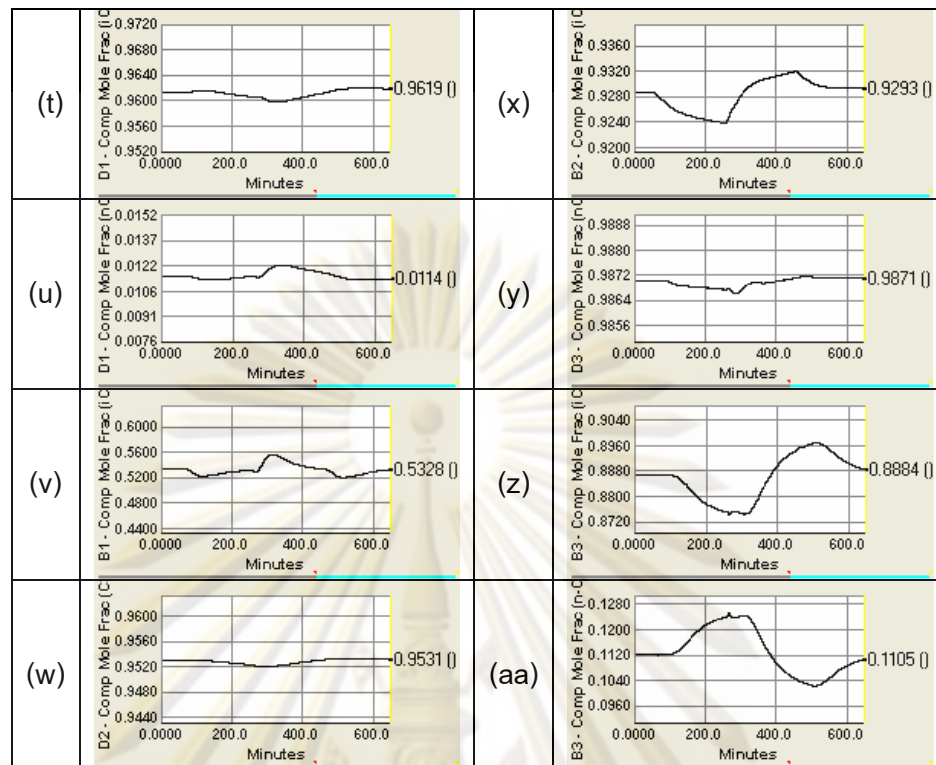 (t)
D1 - Comp Mole Frac (i C
0.9720
0.9680
0.9640
0.9600
0.9560
0.9520
0.0000 200.0 400.0 600.0
Minutes
0.9619 ()
(x)
B2 - Comp Mole Frac (i C
0.9360
0.9320
0.9280
0.9240
0.9200
0.0000 200.0 400.0 600.0
Minutes
0.9293 ()
(u)
D1 - Comp Mole Frac (n-C
0.0152
0.0137
0.0122
0.0106
0.0091
0.0076
0.0000 200.0 400.0 600.0
Minutes
0.0114 ()
(y)
D3 - Comp Mole Frac (i C
0.9888
0.9880
0.9872
0.9864
0.9856
0.0000 200.0 400.0 600.0
Minutes
0.9871 ()
(v)
B1 - Comp Mole Frac (i C
0.6000
0.5600
0.5200
0.4800
0.4400
0.0000 200.0 400.0 600.0
Minutes
0.5328 ()
(z)
B3 - Comp Mole Frac (i C
0.9040
0.8960
0.8880
0.8800
0.8720
0.0000 200.0 400.0 600.0
Minutes
0.8884 ()
(w)
D2 - Comp Mole Frac (C
0.9600
0.9560
0.9520
0.9480
0.9440
0.0000 200.0 400.0 600.0
Minutes
0.9531 ()
(aa)
B3 - Comp Mole Frac (n-C
0.1280
0.1200
0.1120
0.1040
0.0960
0.0000 200.0 400.0 600.0
Minutes
0.1105 ()